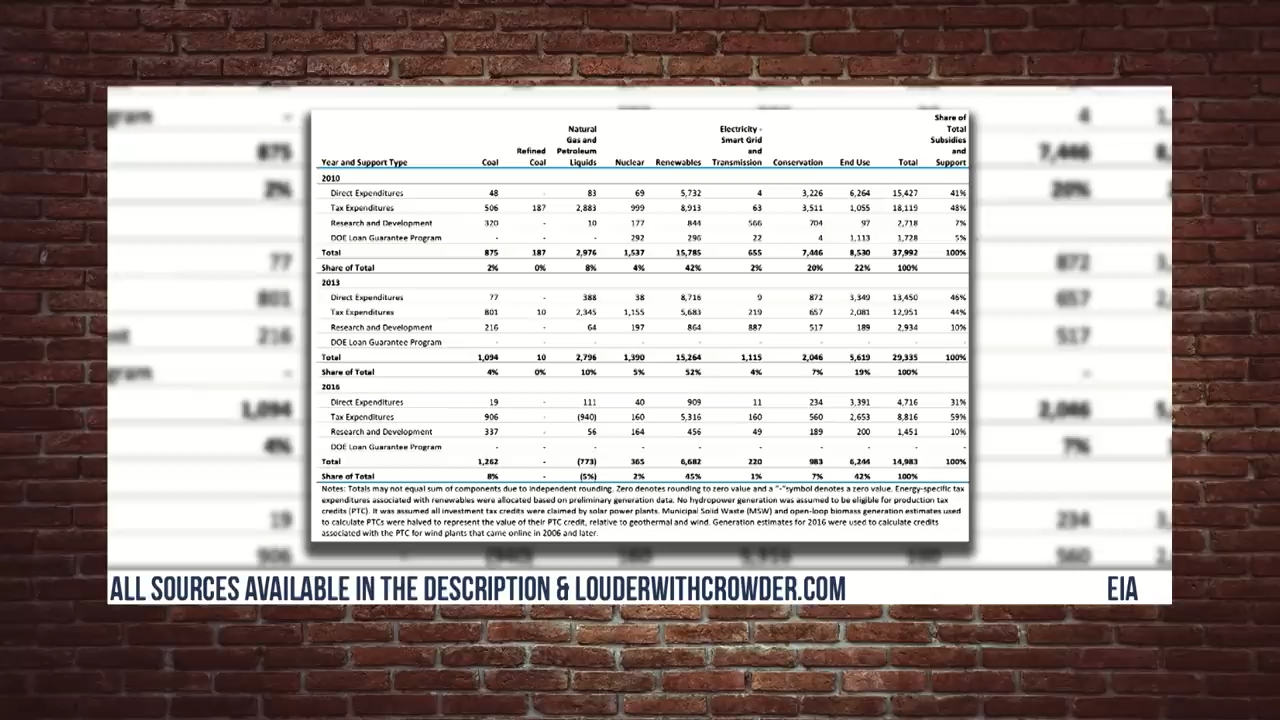 Share of
Total
Natural Electricity - Subsidies
Gas and Smart Grid and
Refined Petroleum and Support
Year and Support Type Coal Coal Liquids Nuclear Renewables Transmission Conservation End Use Total Support
2010
Direct Expenditures 48 - 83 69 5,732 4 3,226 6,264 15,427 41%
Tax Expenditures 506 187 2,883 999 8,913 63 3,511 1,055 18,119 48%
Research and Development 320 - 10 177 844 566 704 97 2,718 7%
DOE Loan Guarantee Program - - - 292 296 22 4 1,113 1,728 5%
Total 875 187 2,976 1,537 15,785 655 7,446 8,530 37,992 100%
Share of Total 2% 0% 8% 4% 42% 2% 20% 22% 100%
2013
Direct Expenditures 77 - 388 38 8,716 9 872 3,349 13,450 46%
Tax Expenditures 801 10 2,345 1,155 5,683 219 657 2,081 12,951 44%
Research and Development 216 - 64 197 864 887 517 189 2,934 10%
DOE Loan Guarantee Program - - - - - - - - - -
Total 1,094 10 2,796 1,390 15,264 1,115 2,046 5,619 29,335 100%
Share of Total 4% 0% 10% 5% 52% 4% 7% 19% 100%
2016
Direct Expenditures 19 - 111 40 909 11 234 3,391 4,716 31%
Tax Expenditures 906 - (940) 160 5,316 160 560 2,653 8,816 59%
Research and Development 337 - 56 164 456 49 189 200 1,451 10%
DOE Loan Guarantee Program - - - - - - - - - -
Total 1,262 - (773) 365 6,682 220 983 6,244 14,983 100%
Share of Total 8% - (5%) 2% 45% 1% 7% 42% 100%
Notes: Totals may not equal sum of components due to independent rounding. Zero denotes rounding to zero value and a "-"symbol denotes a zero value. Energy-specific tax
expenditures associated with renewables were allocated based on preliminary generation data. No hydropower generation was assumed to be eligible for production tax
credits (PTC). It was assumed all investment tax credits were claimed by solar power plants. Municipal Solid Waste (MSW) and open-loop biomass generation estimates used
to calculate PTCs were halved to represent the value of their PTC credit, relative to geothermal and wind. Generation estimates for 2016 were used to calculate credits
associated with the PTC for wind plants that came online in 2006 and later.
ALL SOURCES AVAILABLE IN THE DESCRIPTION & LOUDERWITHCROWDER.COM EIA